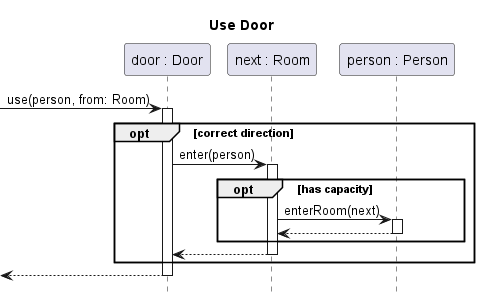 Use Door
door : Door
next : Room
person : Person
use(person, from: Room)
opt
[correct direction]
enter(person)
opt
[has capacity]
enterRoom(next)